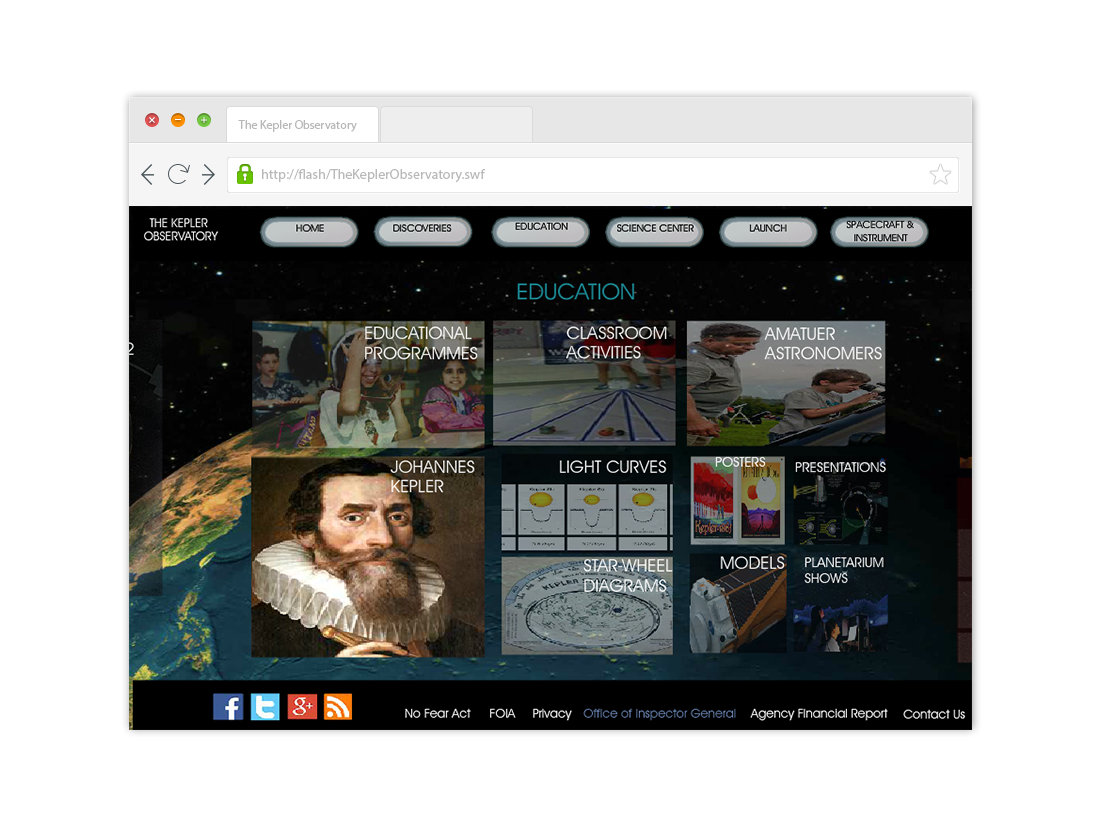 The Kepler Observatory
http://flash/TheKeplerObservatory.swf
THE KEPLER
OBSERVATORY
HOME
DISCOVERIES
EDUCATION
SCIENCE CENTER
LAUNCH
SPACECRAFT &
INSTRUMENT
EDUCATION
2
EDUCATIONAL
PROGRAMMES
CLASSROOM
ACTIVITIES
AMATUER
ASTRONOMERS
JOHANNES
KEPLER
LIGHT CURVES
POSTERS
PRESENTATIONS
STAR-WHEEL
DIAGRAMS
MODELS
PLANETARIUM
SHOWS
No Fear Act
FOIA
Privacy
Office of Inspector General
Agency Financial Report
Contact Us